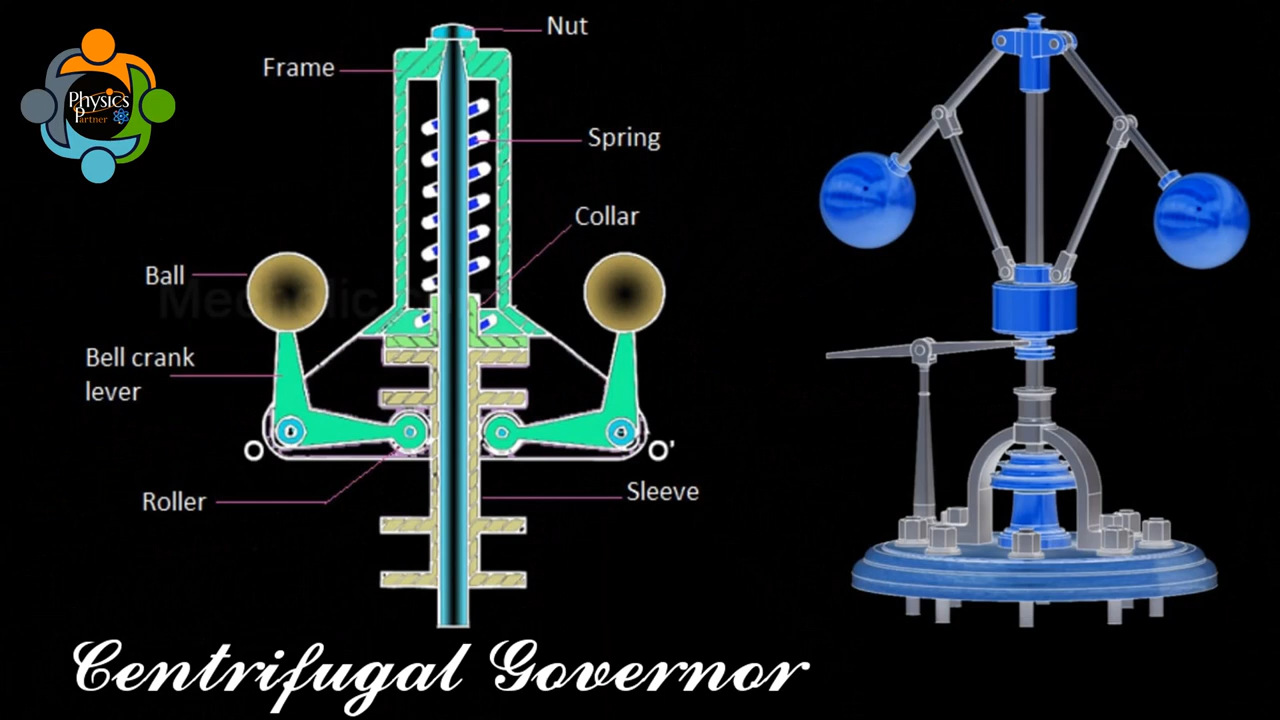 Physics
Partner
Nut
Frame
Spring
Collar
Ball
Bell crank
lever
O
O'
Roller
Sleeve
Centrifugal Governor